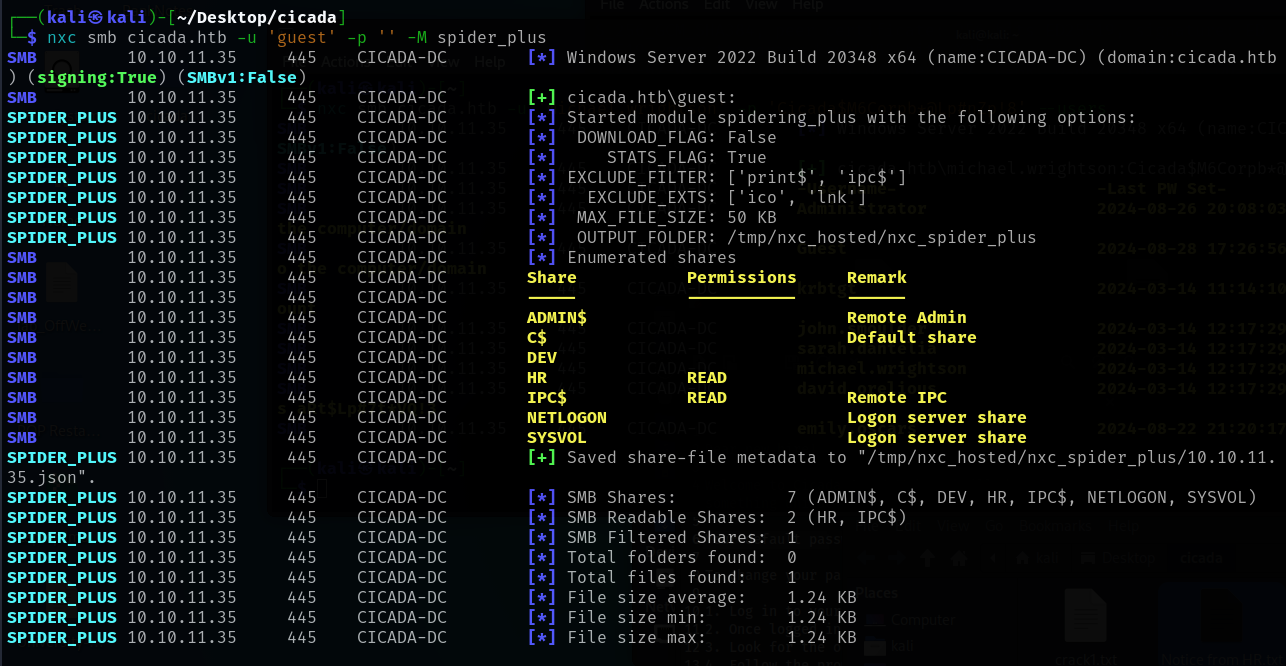 ┌──(kali㉿kali)-[~/Desktop/cicada]
└─$ nxc smb cicada.htb -u 'guest' -p '' -M spider_plus
SMB 10.10.11.35 445 CICADA-DC [*] Windows Server 2022 Build 20348 x64 (name:CICADA-DC) (domain:cicada.htb
) (signing:True) (SMBv1:False)
SMB 10.10.11.35 445 CICADA-DC [+] cicada.htb\guest:
SPIDER_PLUS 10.10.11.35 445 CICADA-DC [*] Started module spidering_plus with the following options:
SPIDER_PLUS 10.10.11.35 445 CICADA-DC [*] DOWNLOAD_FLAG: False
SPIDER_PLUS 10.10.11.35 445 CICADA-DC [*] STATS_FLAG: True
SPIDER_PLUS 10.10.11.35 445 CICADA-DC [*] EXCLUDE_FILTER: ['print$', 'ipc$']
SPIDER_PLUS 10.10.11.35 445 CICADA-DC [*] EXCLUDE_EXTS: ['ico', 'lnk']
SPIDER_PLUS 10.10.11.35 445 CICADA-DC [*] MAX_FILE_SIZE: 50 KB
SPIDER_PLUS 10.10.11.35 445 CICADA-DC [*] OUTPUT_FOLDER: /tmp/nxc_hosted/nxc_spider_plus
SMB 10.10.11.35 445 CICADA-DC [*] Enumerated shares
SMB 10.10.11.35 445 CICADA-DC Share Permissions Remark
SMB 10.10.11.35 445 CICADA-DC ----- ----------- ------
SMB 10.10.11.35 445 CICADA-DC ADMIN$ Remote Admin
SMB 10.10.11.35 445 CICADA-DC C$ Default share
SMB 10.10.11.35 445 CICADA-DC DEV
SMB 10.10.11.35 445 CICADA-DC HR READ
SMB 10.10.11.35 445 CICADA-DC IPC$ READ Remote IPC
SMB 10.10.11.35 445 CICADA-DC NETLOGON Logon server share
SMB 10.10.11.35 445 CICADA-DC SYSVOL Logon server share
SPIDER_PLUS 10.10.11.35 445 CICADA-DC [+] Saved share-file metadata to "/tmp/nxc_hosted/nxc_spider_plus/10.10.11.
35.json".
SPIDER_PLUS 10.10.11.35 445 CICADA-DC [*] SMB Shares: 7 (ADMIN$, C$, DEV, HR, IPC$, NETLOGON, SYSVOL)
SPIDER_PLUS 10.10.11.35 445 CICADA-DC [*] SMB Readable Shares: 2 (HR, IPC$)
SPIDER_PLUS 10.10.11.35 445 CICADA-DC [*] SMB Filtered Shares: 1
SPIDER_PLUS 10.10.11.35 445 CICADA-DC [*] Total folders found: 0
SPIDER_PLUS 10.10.11.35 445 CICADA-DC [*] Total files found: 1
SPIDER_PLUS 10.10.11.35 445 CICADA-DC [*] File size average: 1.24 KB
SPIDER_PLUS 10.10.11.35 445 CICADA-DC [*] File size min: 1.24 KB
SPIDER_PLUS 10.10.11.35 445 CICADA-DC [*] File size max: 1.24 KB